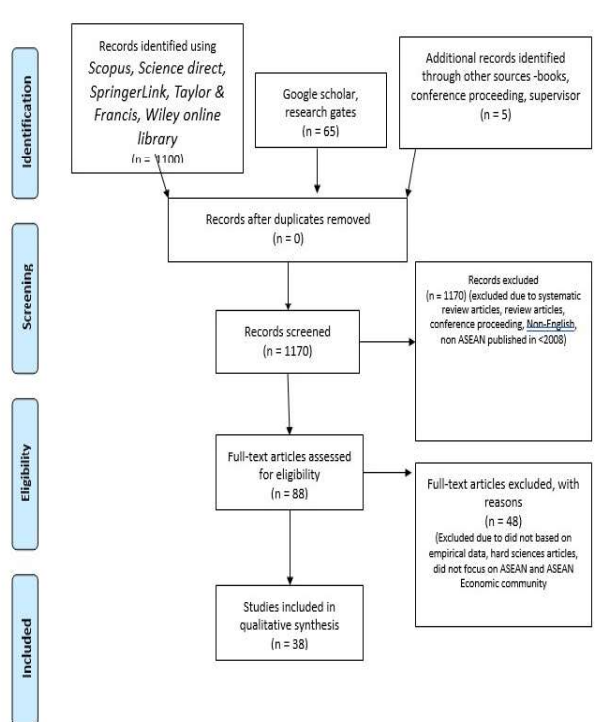 Identification
Records identified using
Scopus, Science direct,
SpringerLink, Taylor &
Francis, Wiley online
library
(n = 1100)
Google scholar,
research gates
(n = 65)
Additional records identified
through other sources -books,
conference proceeding, supervisor
(n = 5)
Records after duplicates removed
(n = 0)
Screening
Records screened
(n = 1170)
Records excluded
(n = 1170) (excluded due to systematic
review articles, review articles,
conference proceeding, Non-English,
non ASEAN published in <2008)
Eligibility
Full-text articles assessed
for eligibility
(n = 88)
Full-text articles excluded, with
reasons
(n = 48)
(Excluded due to did not based on
empirical data, hard sciences articles,
did not focus on ASEAN and ASEAN
Economic community
Included
Studies included in
qualitative synthesis
(n = 38)